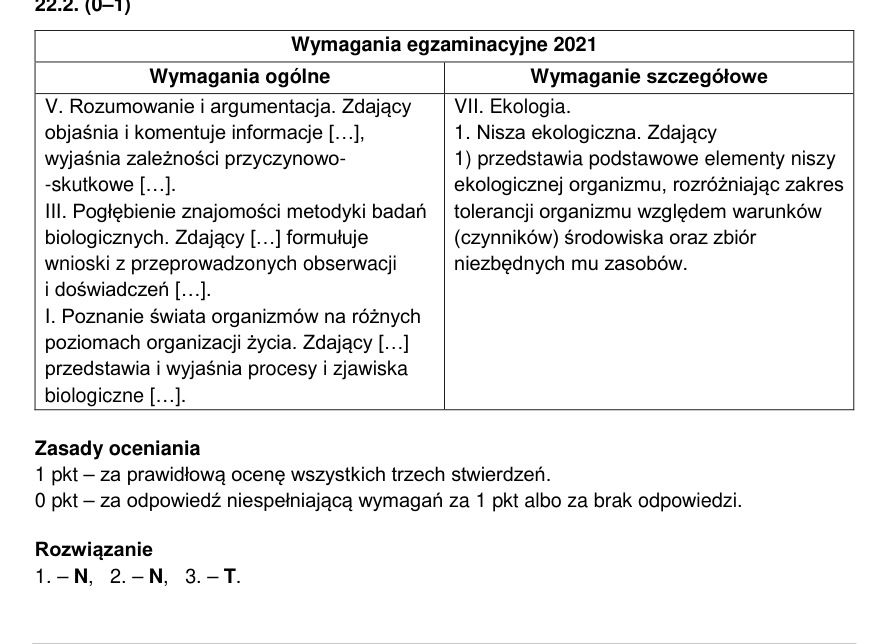 22.2. (0–1)
Wymagania egzaminacyjne 2021
Wymagania ogólne
Wymaganie szczegółowe
V. Rozumowanie i argumentacja. Zdający
objaśnia i komentuje informacje […],
wyjaśnia zależności przyczynowo-
-skutkowe […].
III. Pogłębienie znajomości metodyki badań
biologicznych. Zdający […] formułuje
wnioski z przeprowadzonych obserwacji
i doświadczeń […].
I. Poznanie świata organizmów na różnych
poziomach organizacji życia. Zdający […]
przedstawia i wyjaśnia procesy i zjawiska
biologiczne […].
VII. Ekologia.
1. Nisza ekologiczna. Zdający
1) przedstawia podstawowe elementy niszy
ekologicznej organizmu, rozróżniając zakres
tolerancji organizmu względem warunków
(czynników) środowiska oraz zbiór
niezbędnych mu zasobów.
Zasady oceniania
1 pkt – za prawidłową ocenę wszystkich trzech stwierdzeń.
0 pkt – za odpowiedź niespełniającą wymagań za 1 pkt albo za brak odpowiedzi.
Rozwiązanie
1. – N, 2. – N, 3. – T.